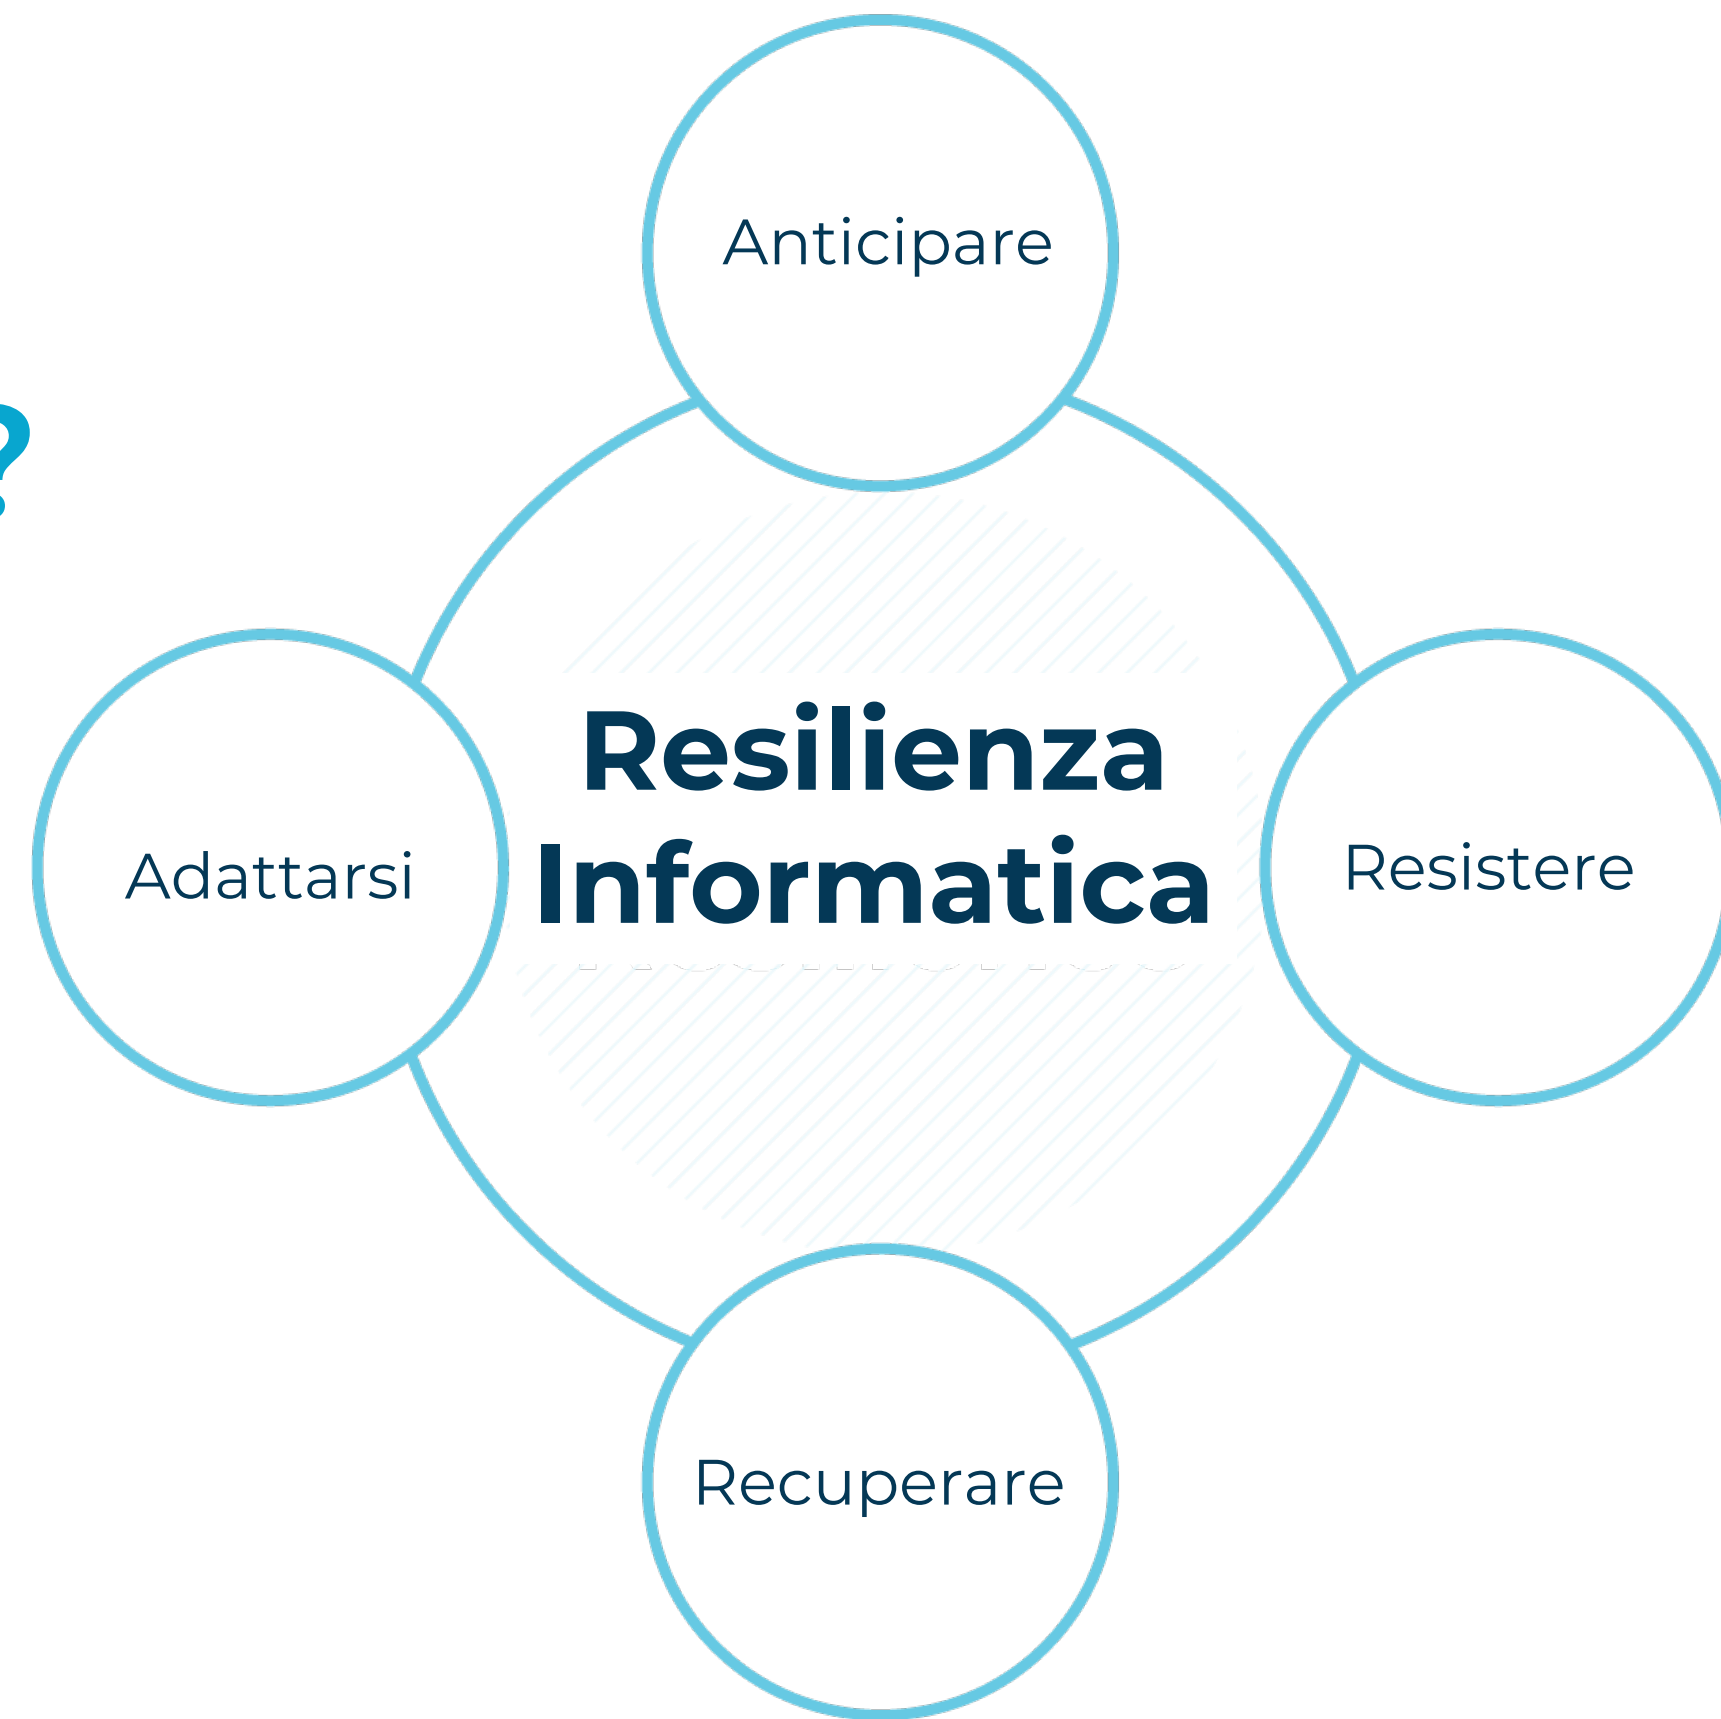 Anticipare
?
Resilienza
Informatica
Adattarsi
Resistere
Recuperare